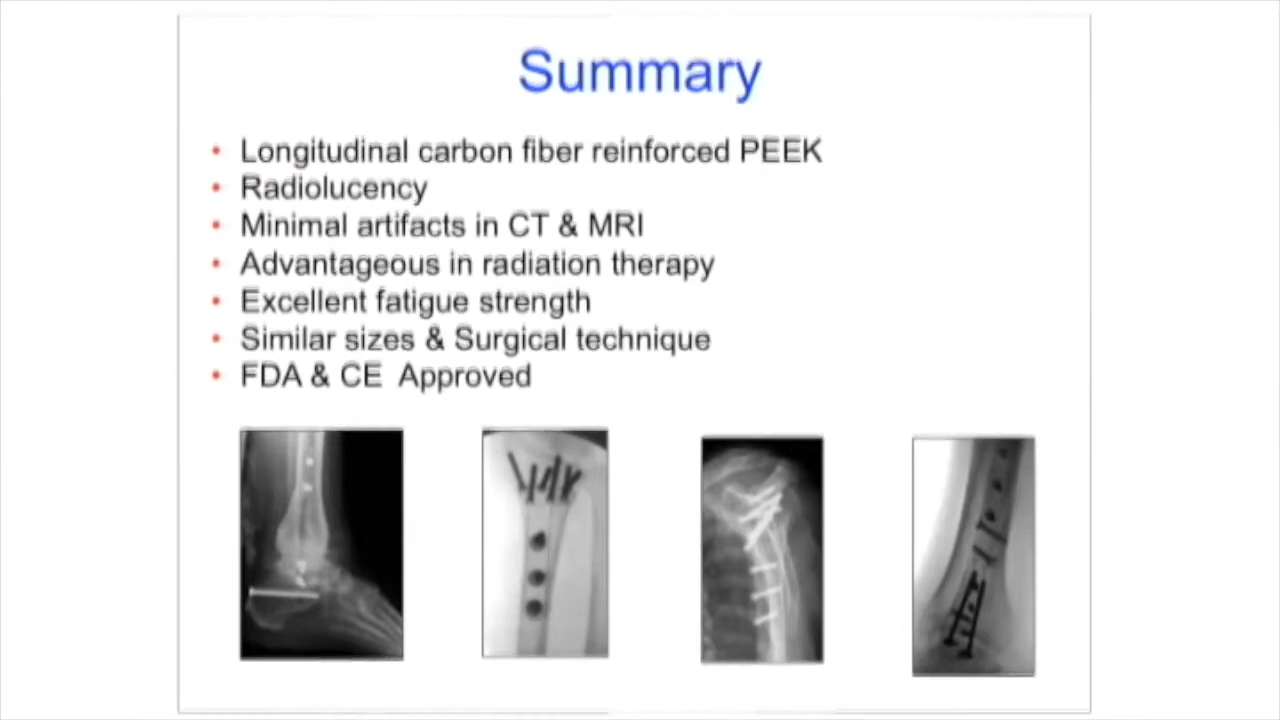 Summary
• Longitudinal carbon fiber reinforced PEEK
• Radiolucency
• Minimal artifacts in CT & MRI
• Advantageous in radiation therapy
• Excellent fatigue strength
• Similar sizes & Surgical technique
• FDA & CE Approved